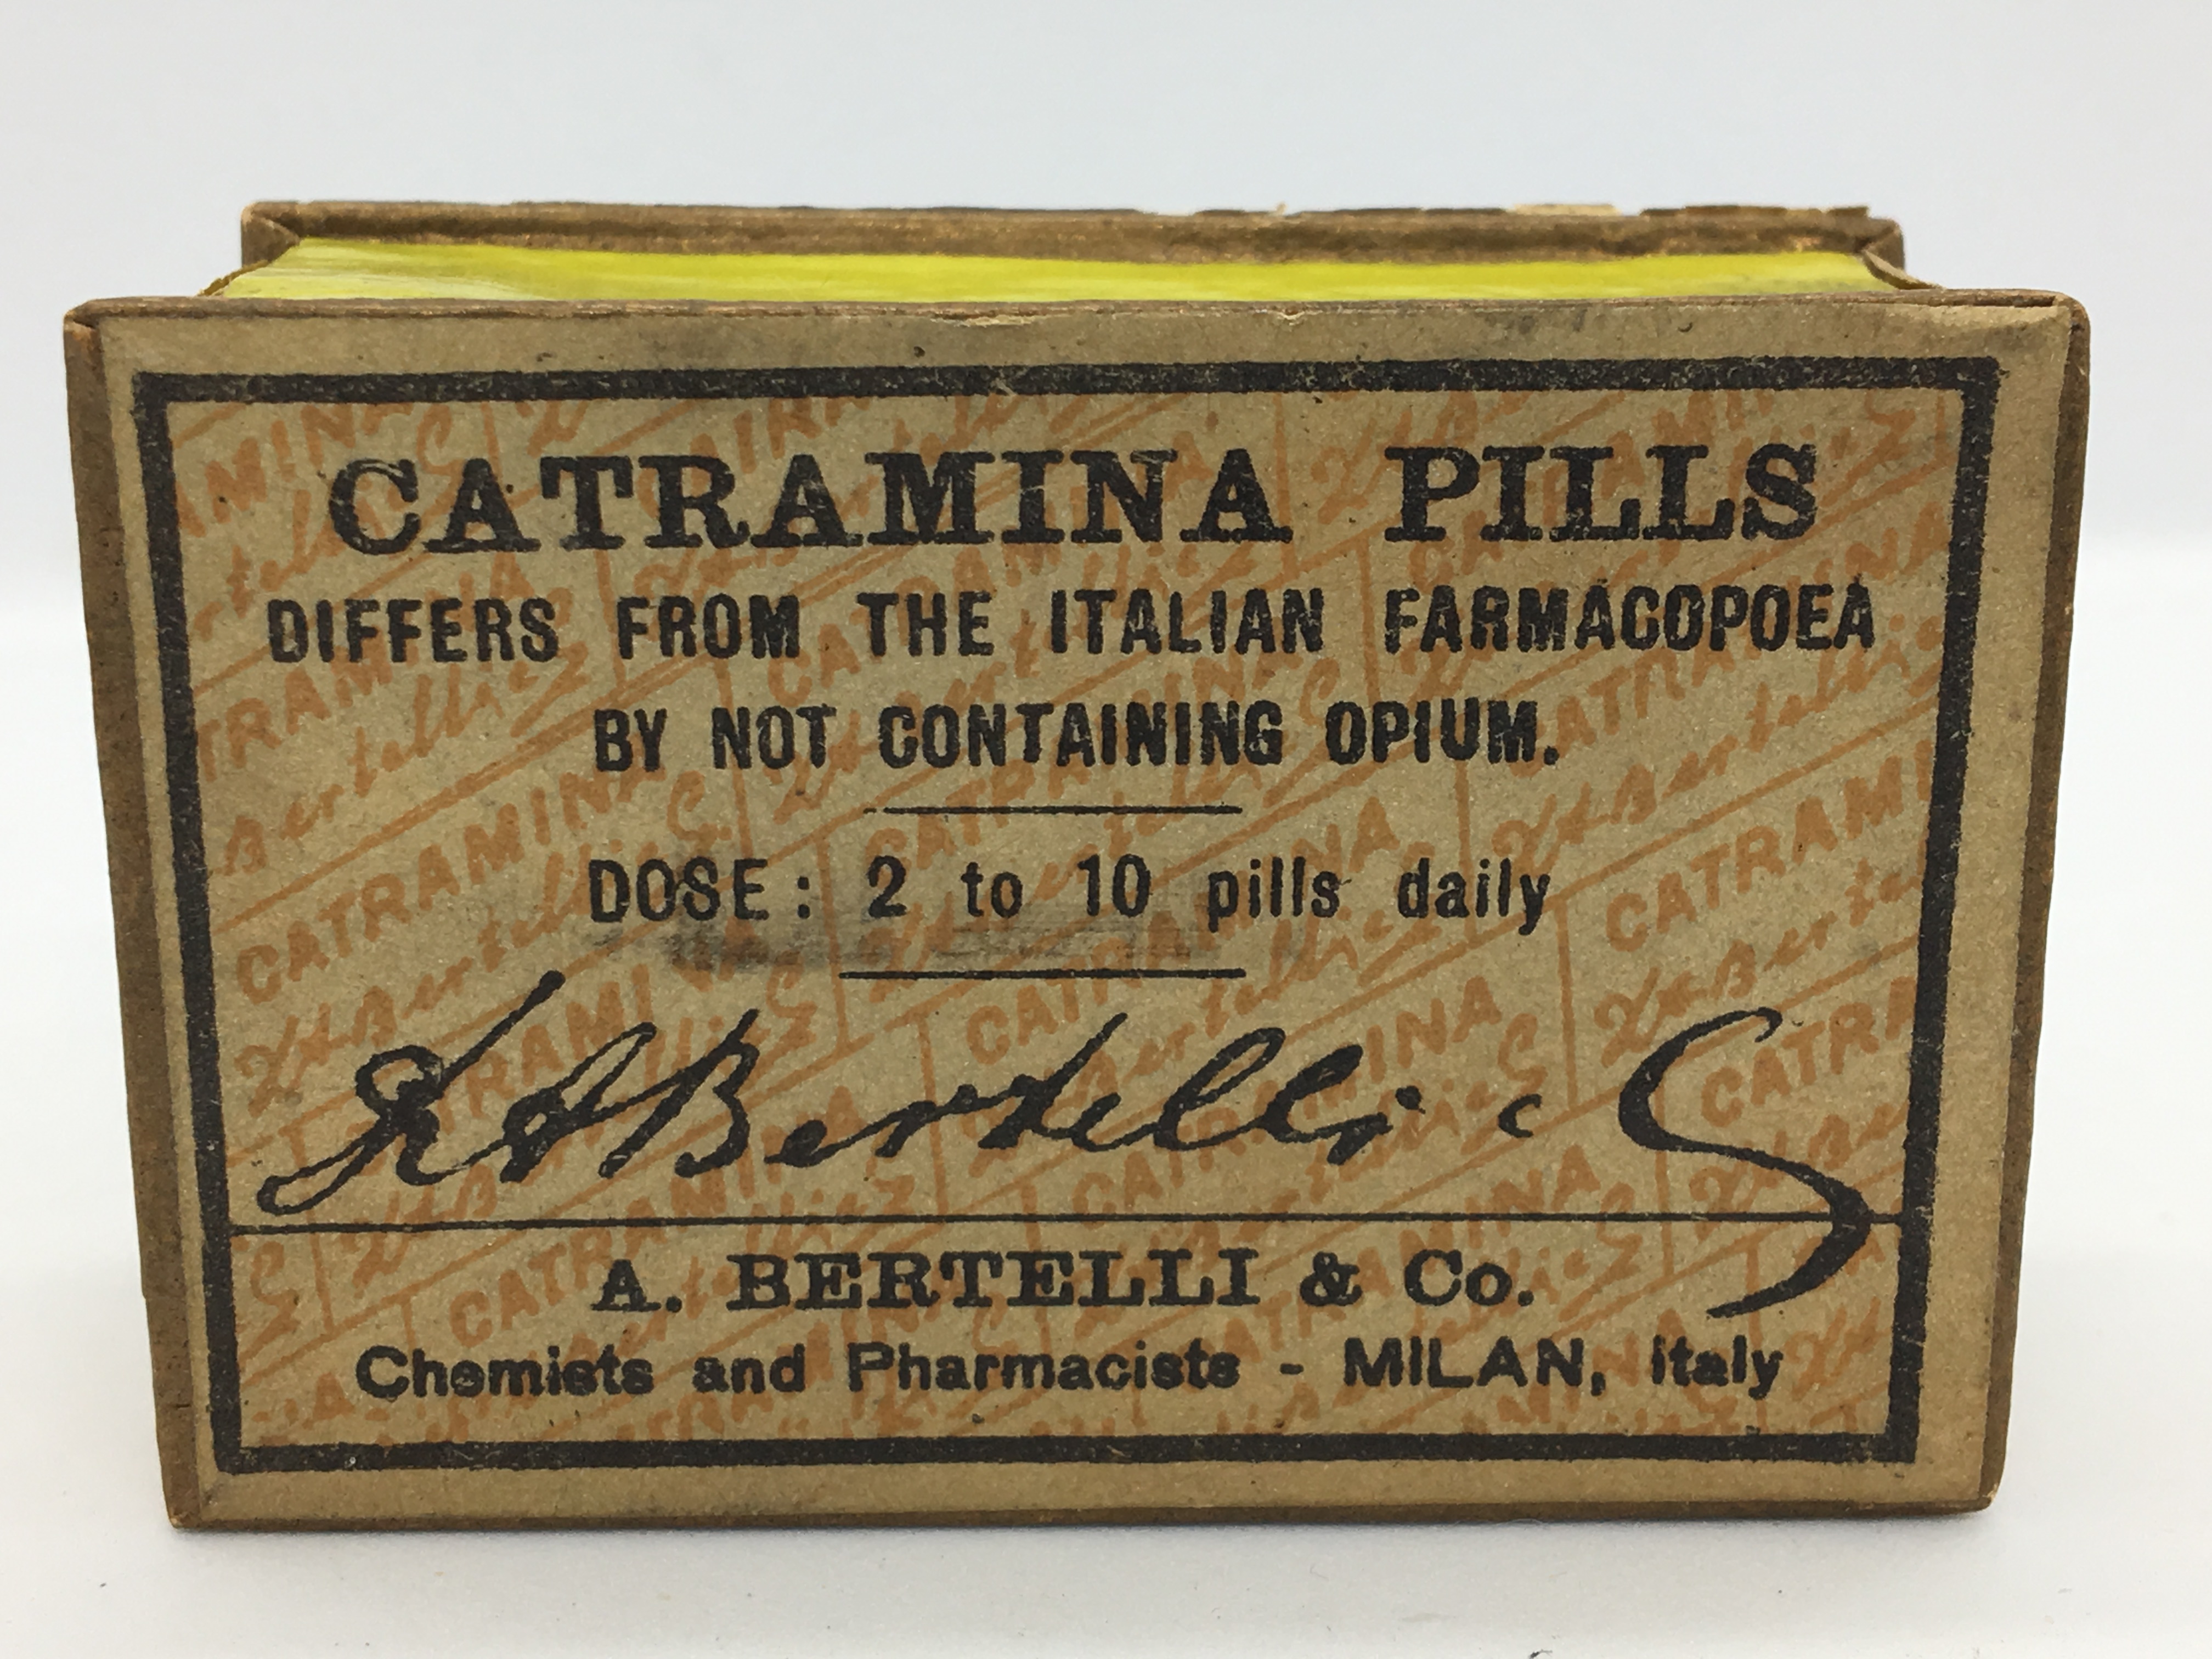 CATRAMINA PILLS
DIFFERS FROM THE ITALIAN FARMACOPOEA
BY NOT CONTAINING OPIUM.
DOSE: 2 to 10 pills daily
A Bertelli c
A. BERTELLI & Co.
Chemists and Pharmacists - MILAN, Italy